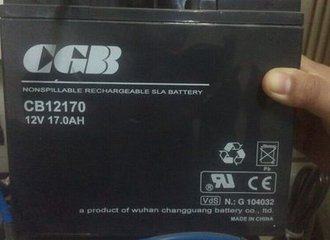 CGB
NONSPILLABLE RECHARGEABLE SLA BATTERY
CB12170
12V 17.0AH
Pb
VdS N.: G 104032
MADE IN CHINA
a product of wuhan changguang battery co., ltd.